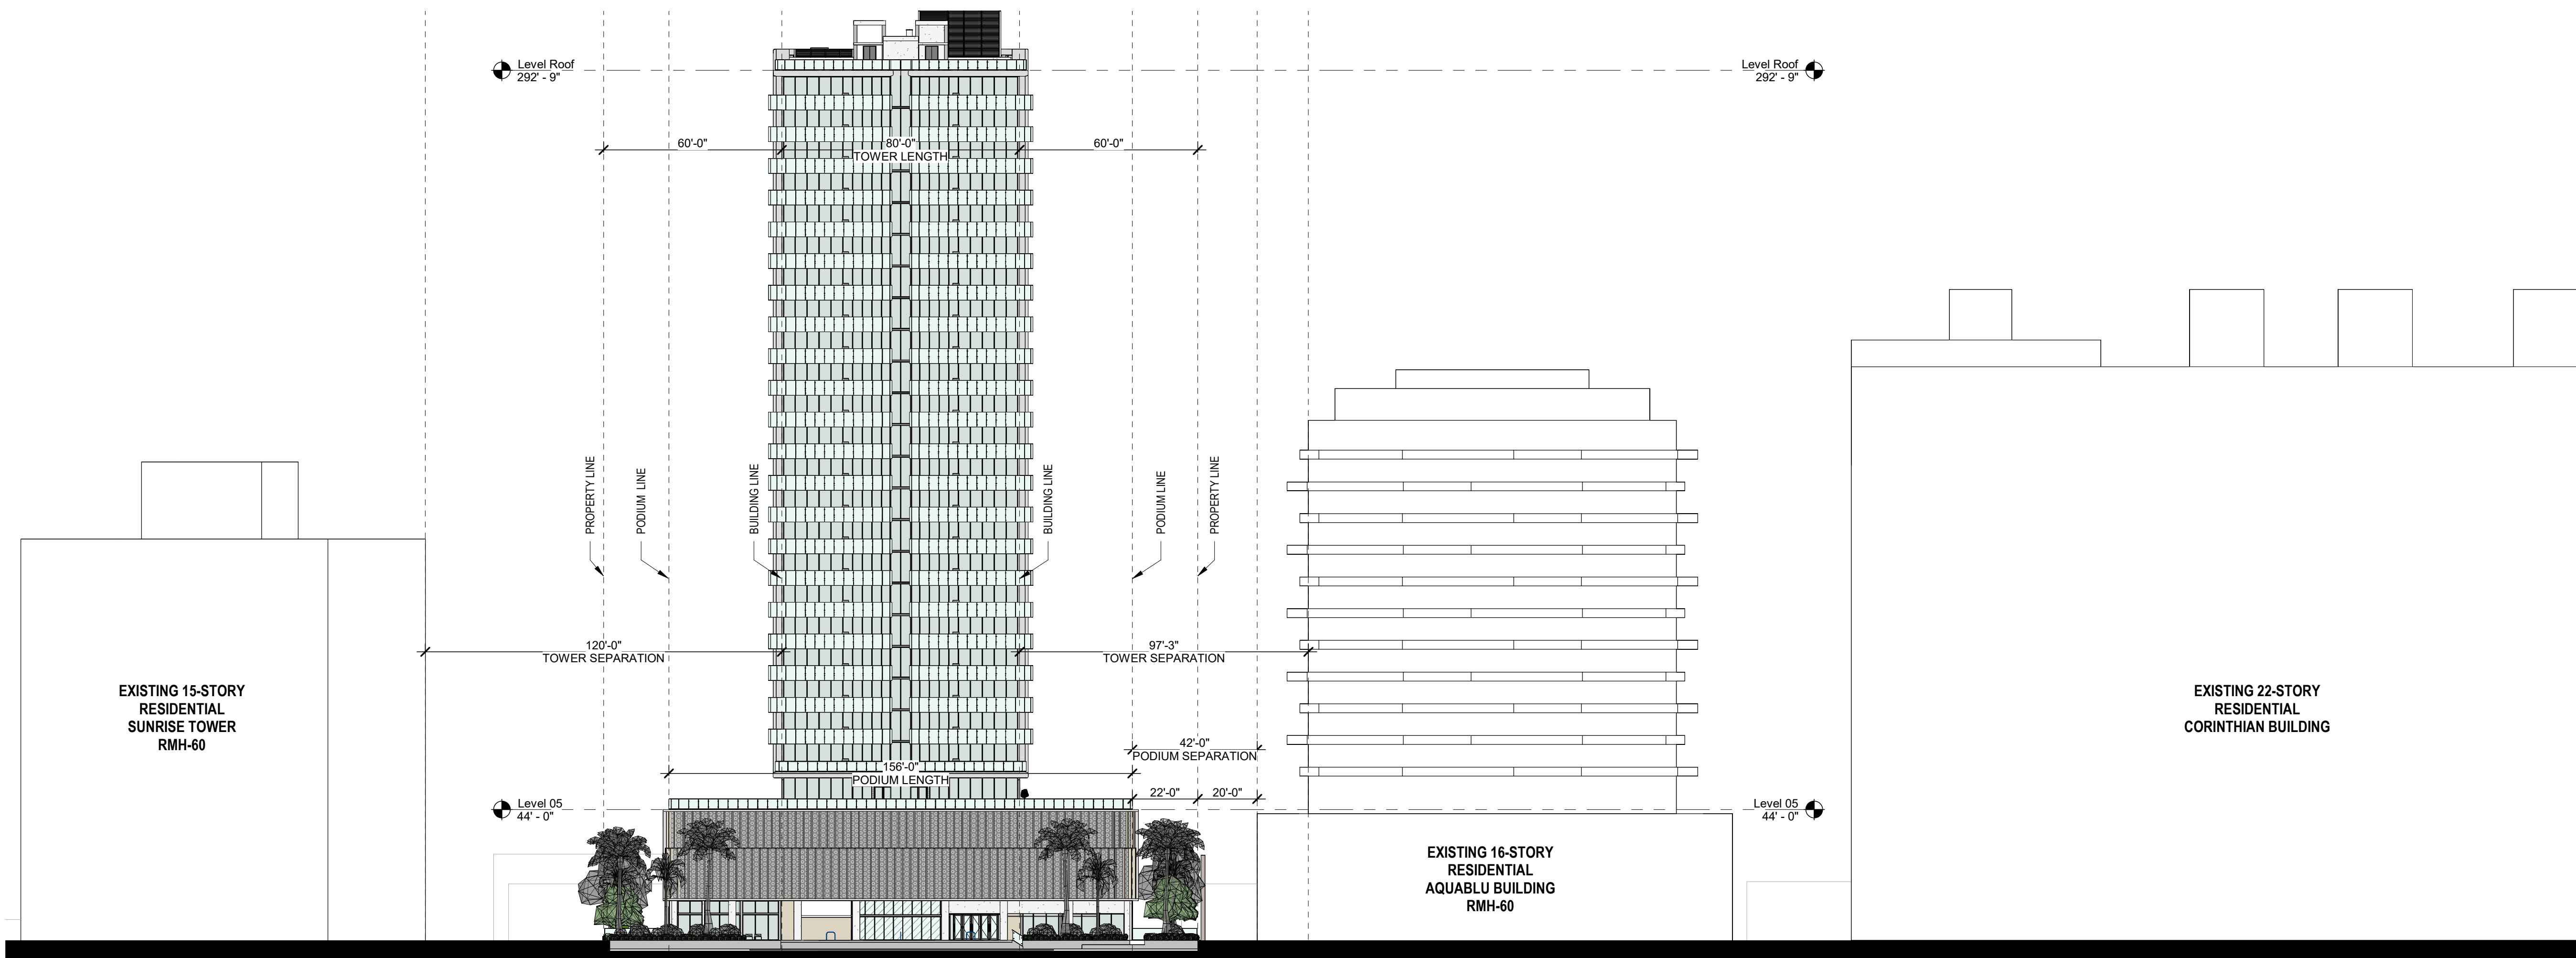 Level Roof
292' - 9"
Level Roof
292' - 9"
60'-0"
80'-0"
TOWER LENGTH
60'-0"
PROPERTY LINE
PODIUM LINE
BUILDING LINE
BUILDING LINE
PODIUM LINE
PROPERTY LINE
120'-0"
TOWER SEPARATION
97'-3"
TOWER SEPARATION
EXISTING 15-STORY
RESIDENTIAL
SUNRISE TOWER
RMH-60
EXISTING 22-STORY
RESIDENTIAL
CORINTHIAN BUILDING
42'-0"
PODIUM SEPARATION
156'-0"
PODIUM LENGTH
22'-0"
20'-0"
Level 05
44' - 0"
Level 05
44' - 0"
EXISTING 16-STORY
RESIDENTIAL
AQUABLU BUILDING
RMH-60